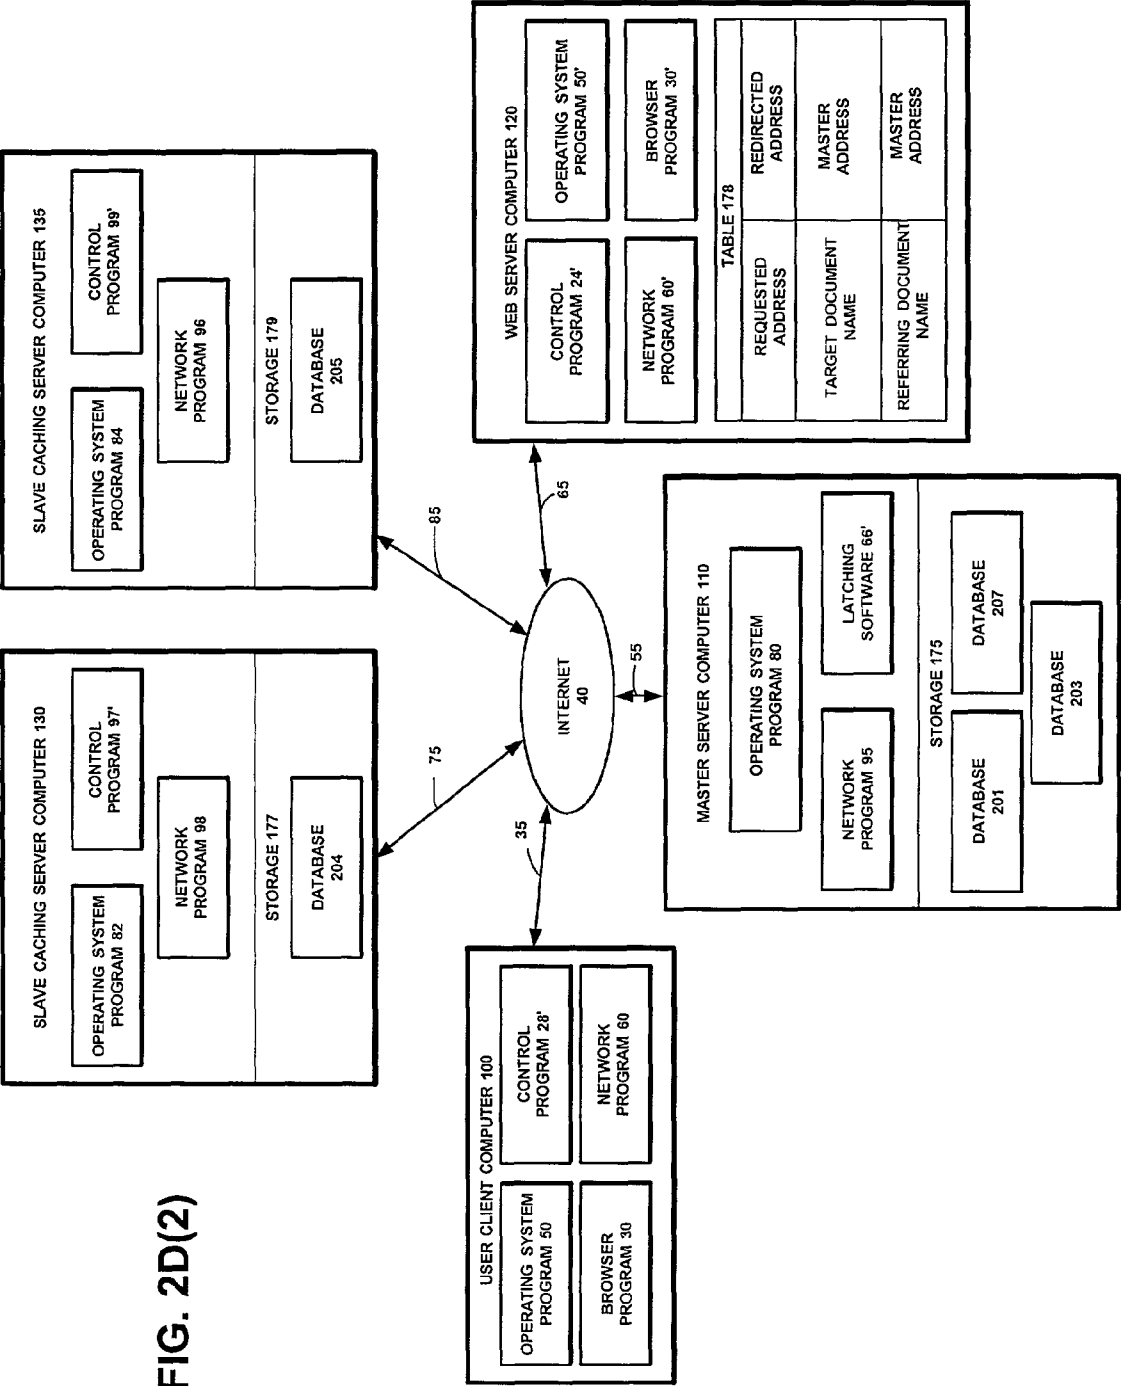 FIG. 2D(2)
SLAVE CACHING SERVER COMPUTER 130
OPERATING SYSTEM
PROGRAM 82
CONTROL
PROGRAM 97'
NETWORK
PROGRAM 98
STORAGE 177
DATABASE
204
SLAVE CACHING SERVER COMPUTER 135
OPERATING SYSTEM
PROGRAM 84
CONTROL
PROGRAM 99'
NETWORK
PROGRAM 96
STORAGE 179
DATABASE
205
75
85
USER CLIENT COMPUTER 100
OPERATING SYSTEM
PROGRAM 50
CONTROL
PROGRAM 28'
BROWSER
PROGRAM 30
NETWORK
PROGRAM 60
35
INTERNET
40
65
55
WEB SERVER COMPUTER 120
CONTROL
PROGRAM 24'
OPERATING SYSTEM
PROGRAM 50'
NETWORK
PROGRAM 60'
BROWSER
PROGRAM 30'
TABLE 178
REQUESTED
ADDRESS
REDIRECTED
ADDRESS
TARGET DOCUMENT
NAME
MASTER
ADDRESS
REFERRING DOCUMENT
NAME
MASTER
ADDRESS
MASTER SERVER COMPUTER 110
OPERATING SYSTEM
PROGRAM 80
NETWORK
PROGRAM 95
LATCHING
SOFTWARE 66'
STORAGE 175
DATABASE
201
DATABASE
207
DATABASE
203